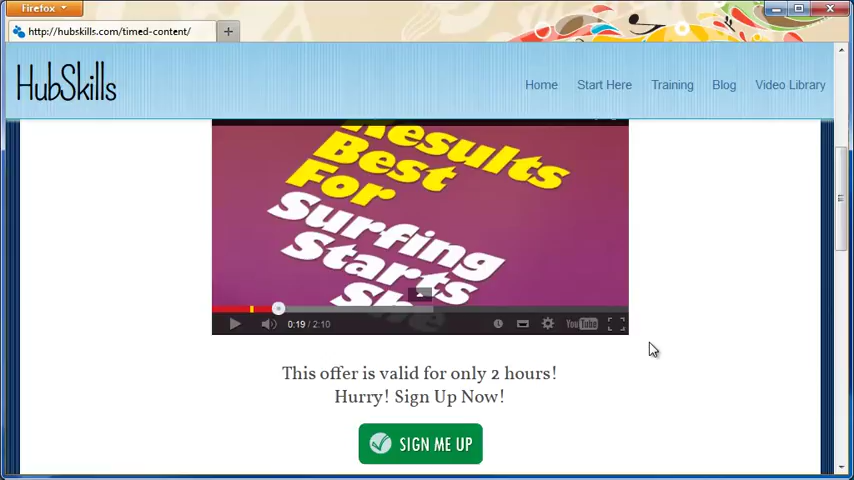 Firefox
http://hubskills.com/timed-content/
HubSkills
Home Start Here Training Blog Video Library
Results
Best
For
Surfing
Starts
She
0:19 / 2:10
YouTube
This offer is valid for only 2 hours!
Hurry! Sign Up Now!
SIGN ME UP